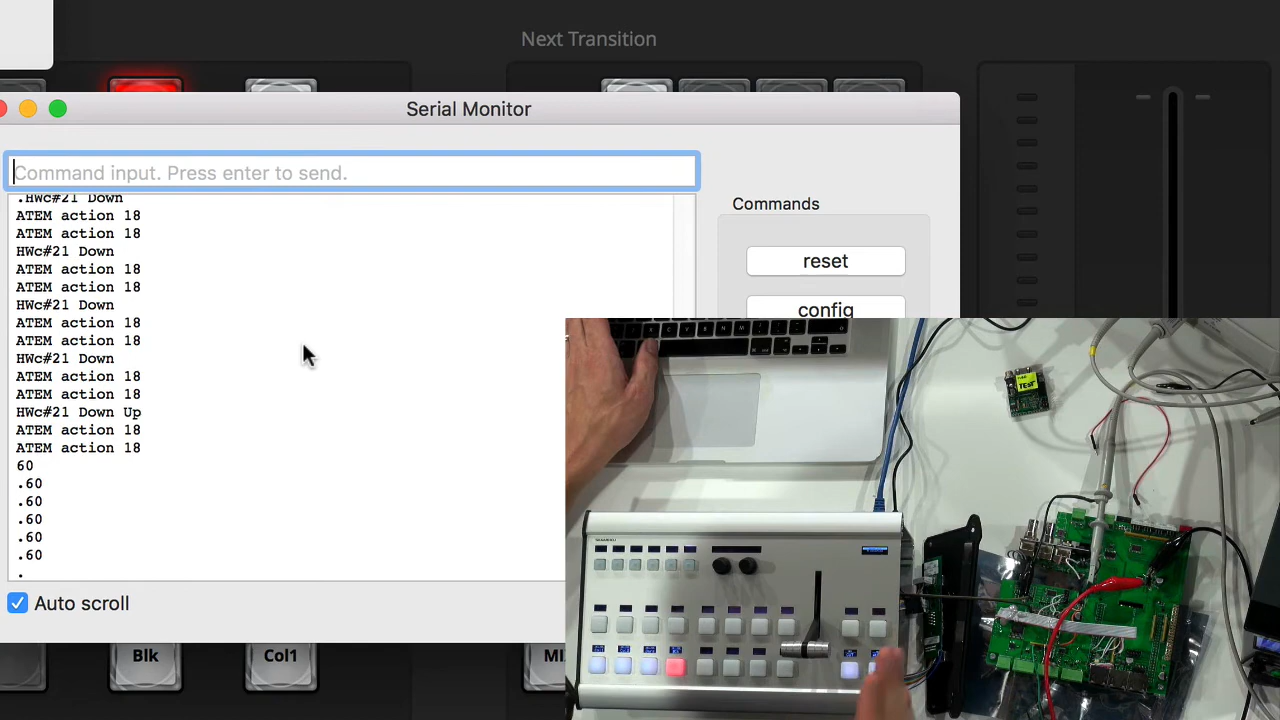 Next Transition
Serial Monitor
Command input. Press enter to send.
.HWc#21 Down
ATEM action 18
ATEM action 18
HWc#21 Down
ATEM action 18
ATEM action 18
HWc#21 Down
ATEM action 18
ATEM action 18
HWc#21 Down
ATEM action 18
ATEM action 18
HWc#21 Down Up
ATEM action 18
ATEM action 18
60
.60
.60
.60
.60
.60
.
Commands
reset
config
Auto scroll
Blk
Col1
TEST